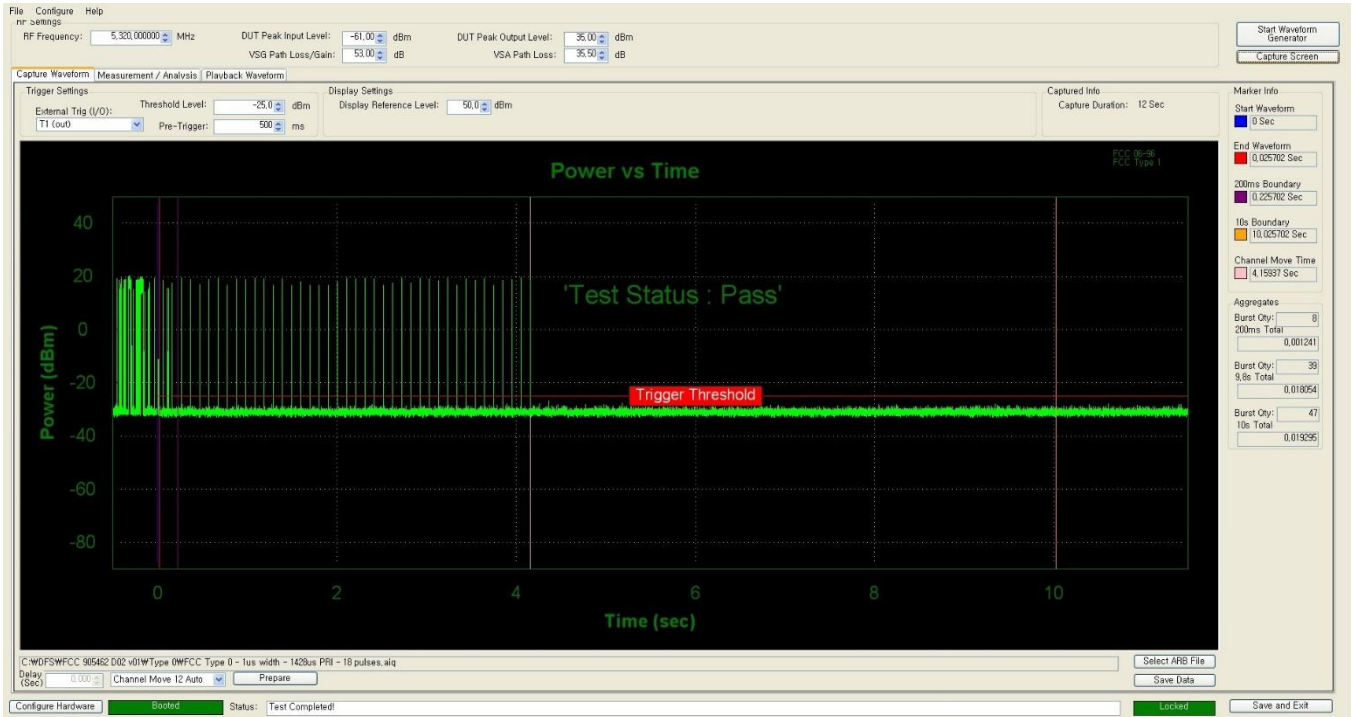 File Configure Help
RF Settings
RF Frequency: 5,320,000000 MHz DUT Peak Input Level: -61,00 dBm DUT Peak Output Level: 35,00 dBm
VSG Path Loss/Gain: 53,00 dB VSA Path Loss: 35,50 dB
Start Waveform Generator
Capture Screen
Capture Waveform Measurement / Analysis Playback Waveform
Trigger Settings
External Trig (I/O): Threshold Level: -25,0 dBm
T1 (out) Pre-Trigger: 500 ms
Display Settings
Display Reference Level: 50,0 dBm
Captured Info
Capture Duration: 12 Sec
Marker Info
Start Waveform
0 Sec
End Waveform
0,025702 Sec
200ms Boundary
0,225702 Sec
10s Boundary
10,025702 Sec
Channel Move Time
4,15937 Sec
Aggregates
Burst Qty: 8
200ms Total
0,001241
Burst Qty: 39
9,8s Total
0,018054
Burst Qty: 47
10s Total
0,019295
Power vs Time
FCC 06-96
FCC Type 1
'Test Status : Pass'
Trigger Threshold
Power (dBm)
40
20
0
-20
-40
-60
-80
0 2 4 6 8 10
Time (sec)
C:₩DFS₩FCC 905462 D02 v01₩Type 0₩FCC Type 0 - 1us width - 1428us PRI - 18 pulses.aiq
Select ARB File
Delay (Sec) 0,000 Channel Move 12 Auto Prepare
Save Data
Configure Hardware Booted Status: Test Completed! Locked Save and Exit